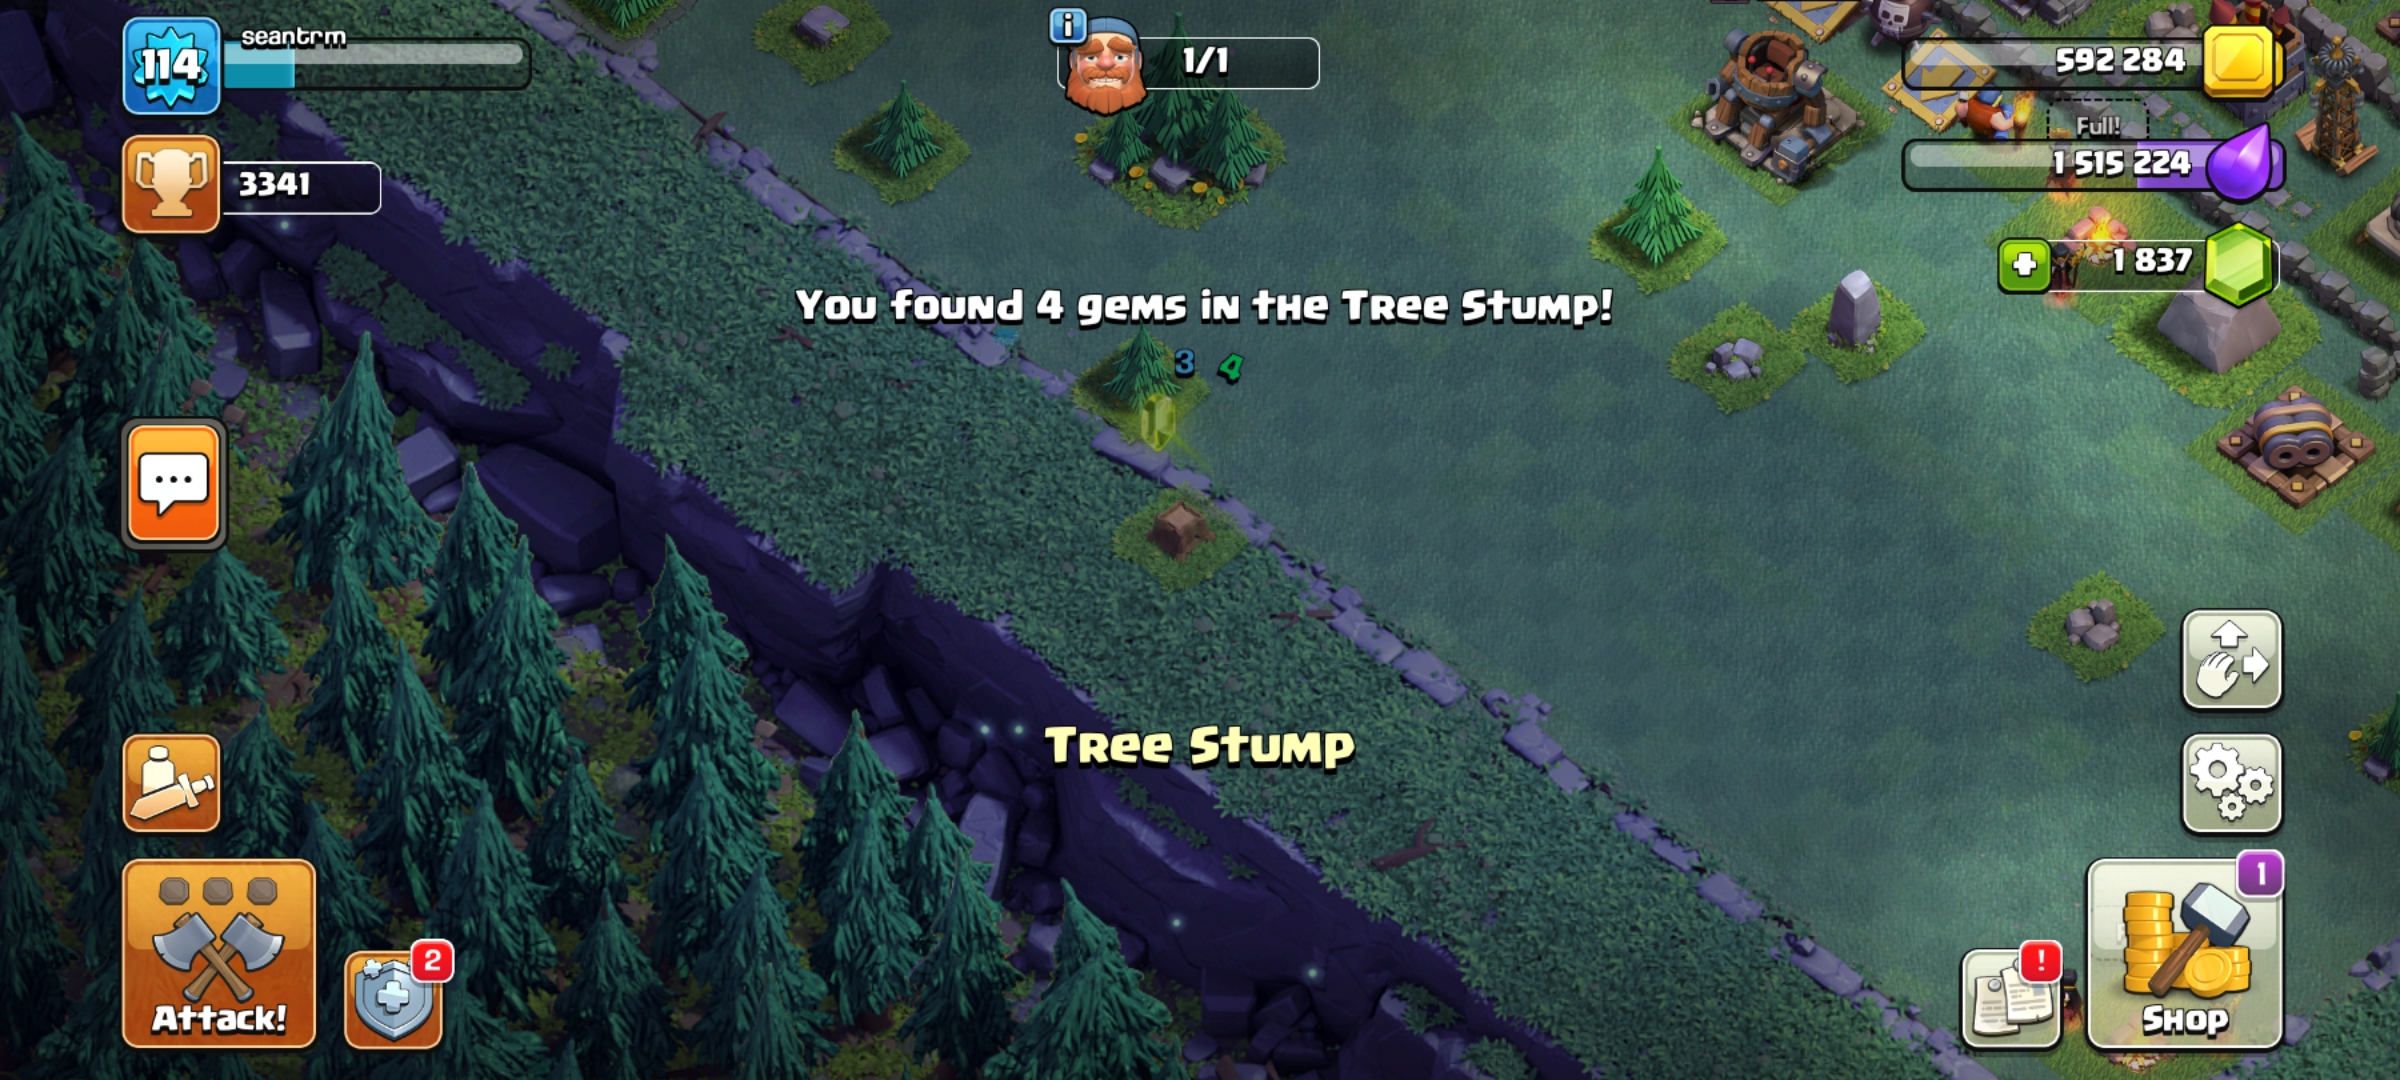 114
seantrm
1/1
592 284
Full!
3341
1 515 224
1 837
You found 4 gems in the Tree Stump!
3 4
Tree Stump
Attack!
2
!
1
Shop